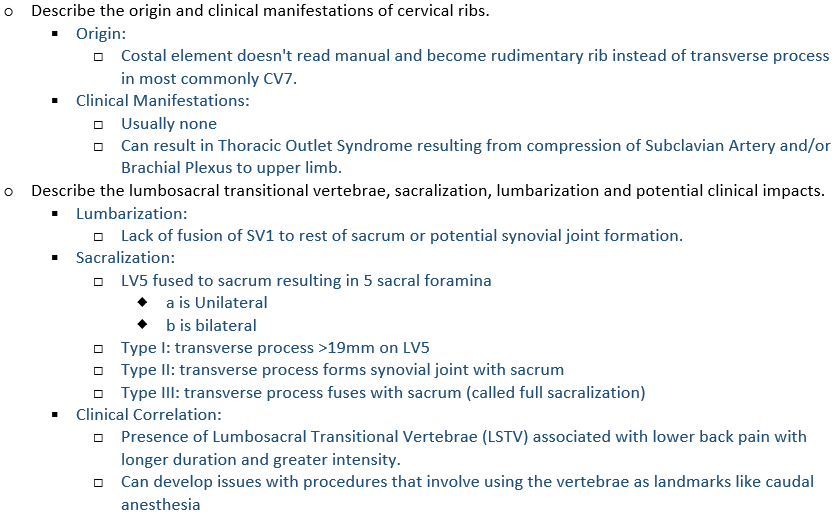 Describe the origin and clinical manifestations of cervical ribs.
Origin:
Costal element doesn't read manual and become rudimentary rib instead of transverse process
in most commonly CV7.
Clinical Manifestations:
Usually none
Can result in Thoracic Outlet Syndrome resulting from compression of Subclavian Artery and/or
Brachial Plexus to upper limb.
Describe the lumbosacral transitional vertebrae, sacralization, lumbarization and potential clinical impacts.
Lumbarization:
Lack of fusion of SV1 to rest of sacrum or potential synovial joint formation.
Sacralization:
LV5 fused to sacrum resulting in 5 sacral foramina
a is Unilateral
b is bilateral
Type I: transverse process >19mm on LV5
Type II: transverse process forms synovial joint with sacrum
Type III: transverse process fuses with sacrum (called full sacralization)
Clinical Correlation:
Presence of Lumbosacral Transitional Vertebrae (LSTV) associated with lower back pain with
longer duration and greater intensity.
Can develop issues with procedures that involve using the vertebrae as landmarks like caudal
anesthesia